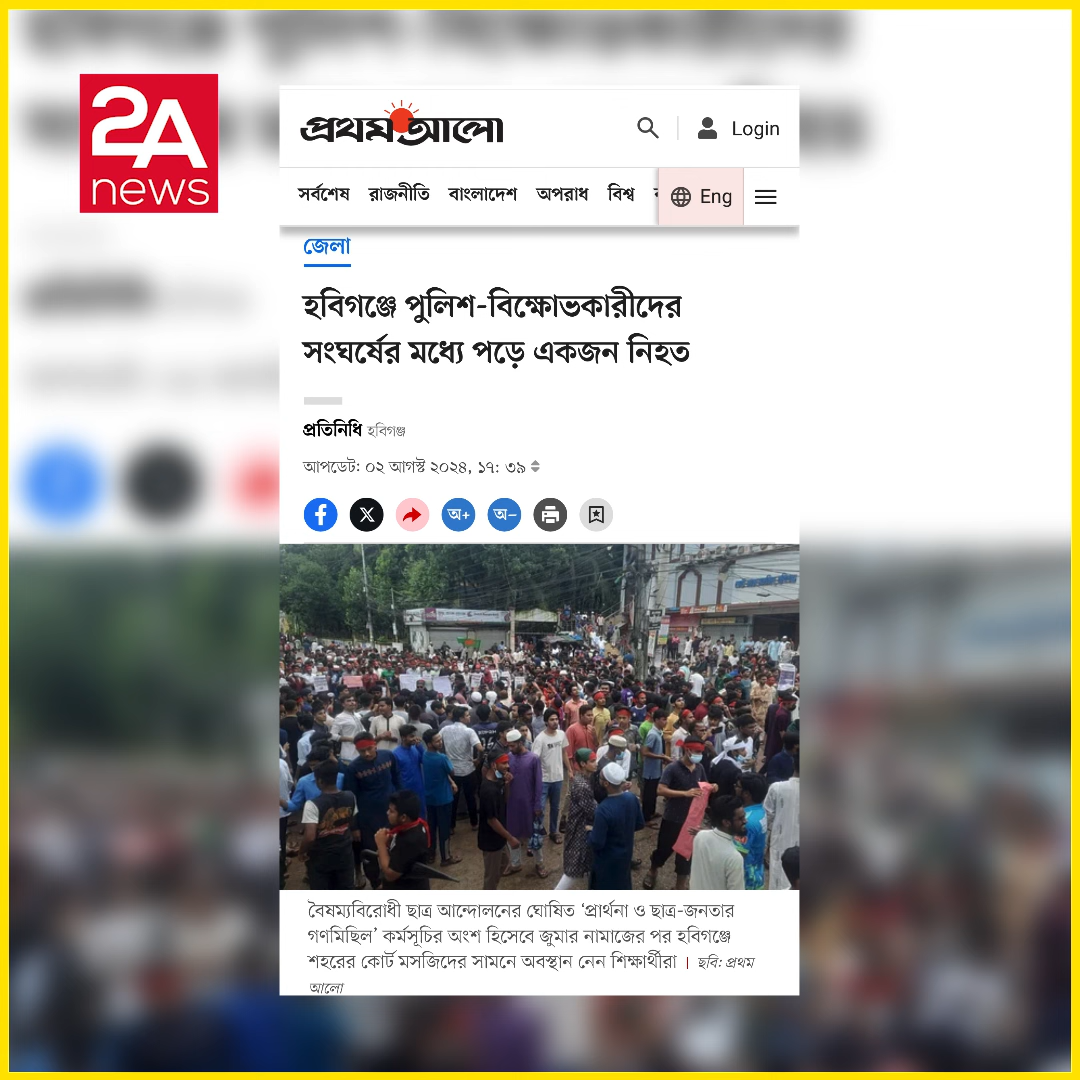 2A
news
প্রথম আলো
Login
সর্বশেষ রাজনীতি বাংলাদেশ অপরাধ বিশ্ব
Eng
জেলা
হবিগঞ্জে পুলিশ-বিক্ষোভকারীদের
সংঘর্ষের মধ্যে পড়ে একজন নিহত
প্রতিনিধি হবিগঞ্জ
আপডেট: ০২ আগস্ট ২০২৪, ১৭: ৩৯
অ+ অ−
বৈষম্যবিরোধী ছাত্র আন্দোলনের ঘোষিত ‘প্রার্থনা ও ছাত্র-জনতার
গণমিছিল’ কর্মসূচির অংশ হিসেবে জুমার নামাজের পর হবিগঞ্জে
শহরের কোর্ট মসজিদের সামনে অবস্থান নেন শিক্ষার্থীরা । ছবি: প্রথম
আলো